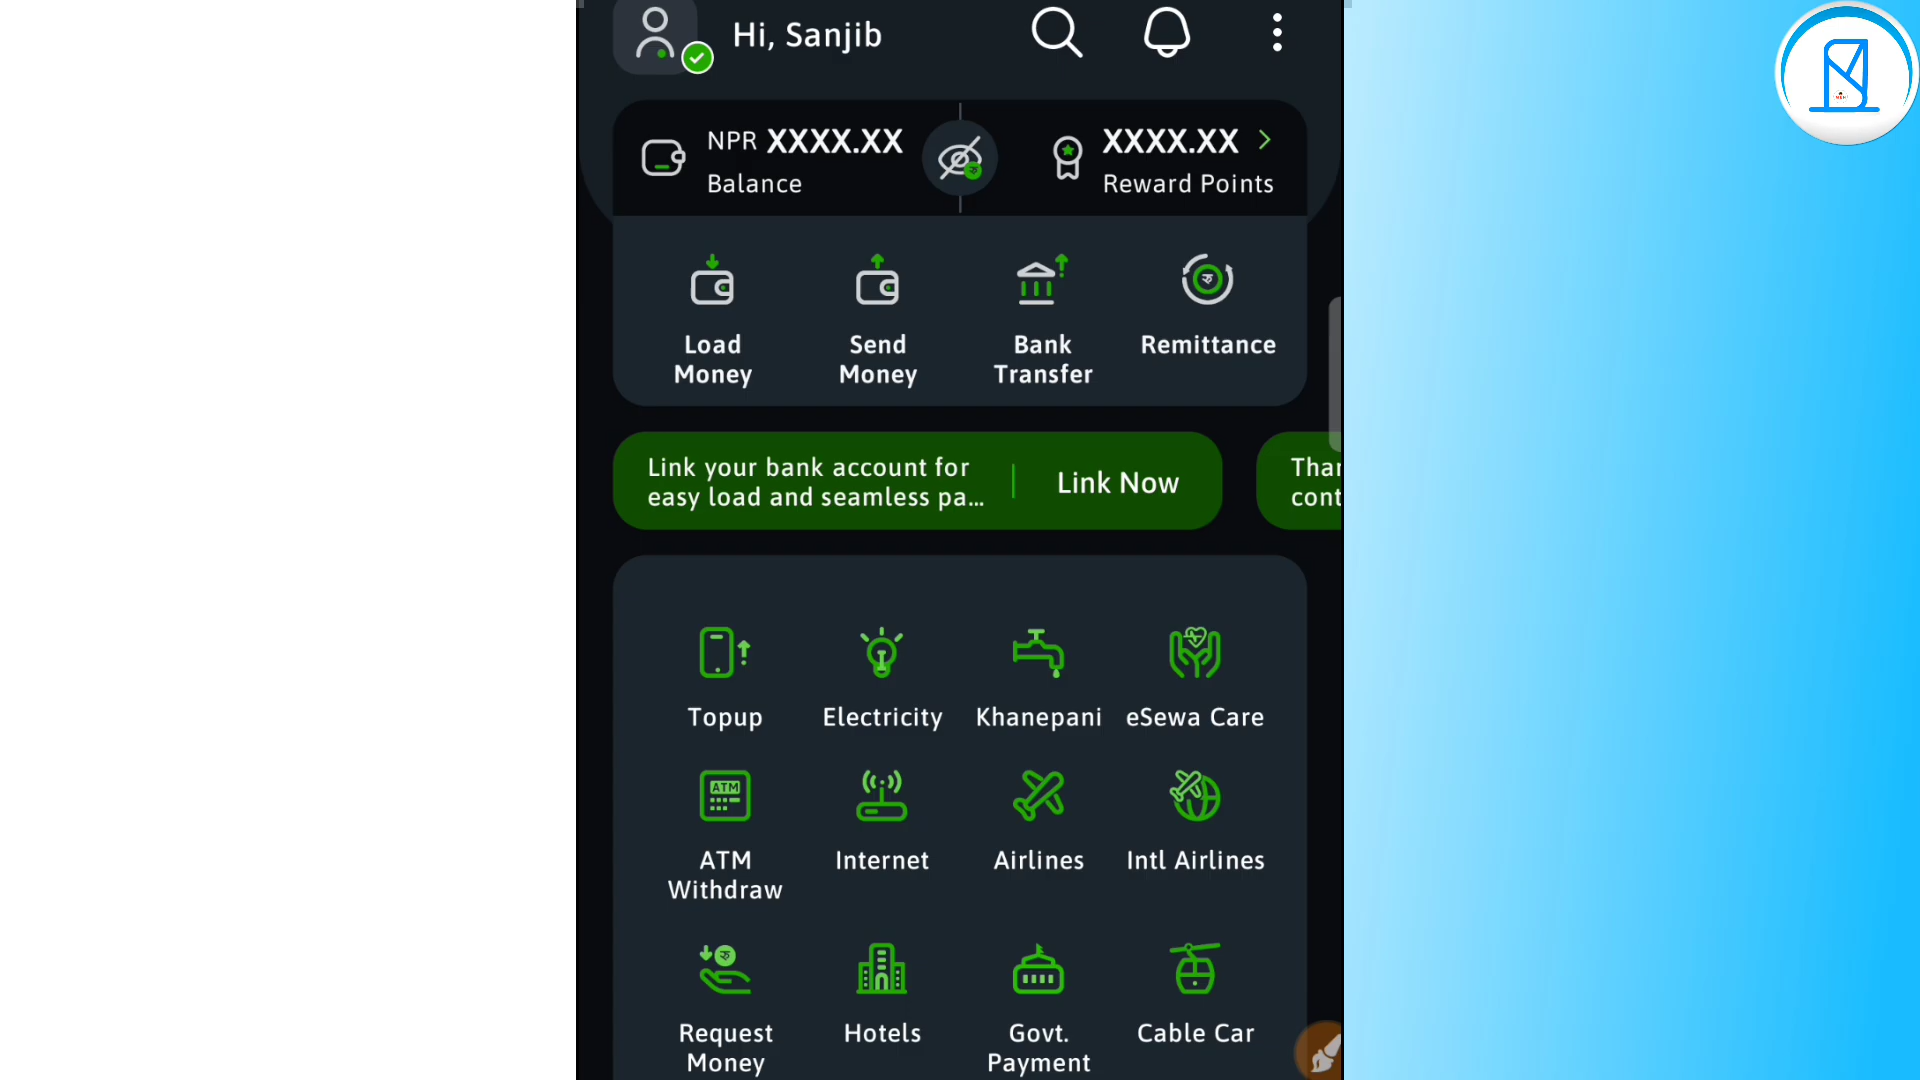 Hi, Sanjib
NPR XXXX.XX
Balance
XXXX.XX
Reward Points
Load
Money
Send
Money
Bank
Transfer
Remittance
Link your bank account for
easy load and seamless pa...
Link Now
Than
cont
Topup
Electricity
Khanepani
eSewa Care
ATM
ATM
Withdraw
Internet
Airlines
Intl Airlines
Request
Money
Hotels
Govt.
Payment
Cable Car